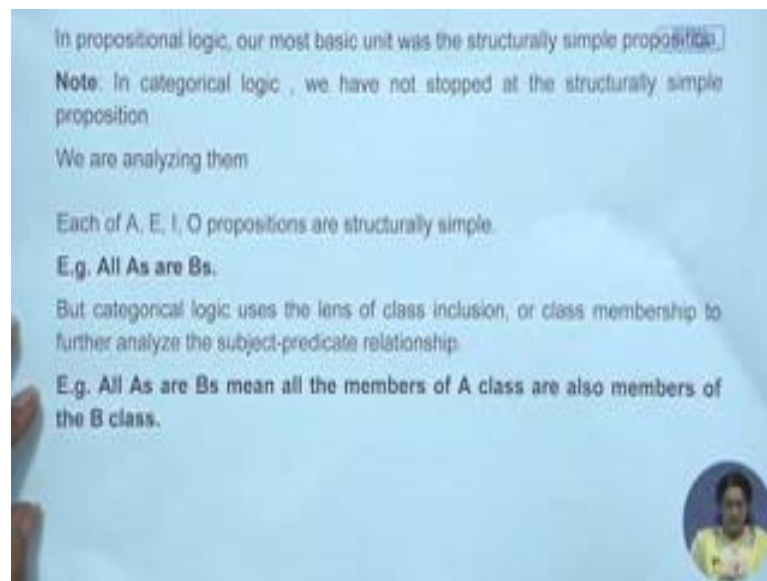 In propositional logic, our most basic unit was the structurally simple proposition.
Note: In categorical logic , we have not stopped at the structurally simple
proposition
We are analyzing them
Each of A, E, I, O propositions are structurally simple.
E.g. All As are Bs.
But categorical logic uses the lens of class inclusion, or class membership to
further analyze the subject-predicate relationship
E.g. All As are Bs mean all the members of A class are also members of
the B class.